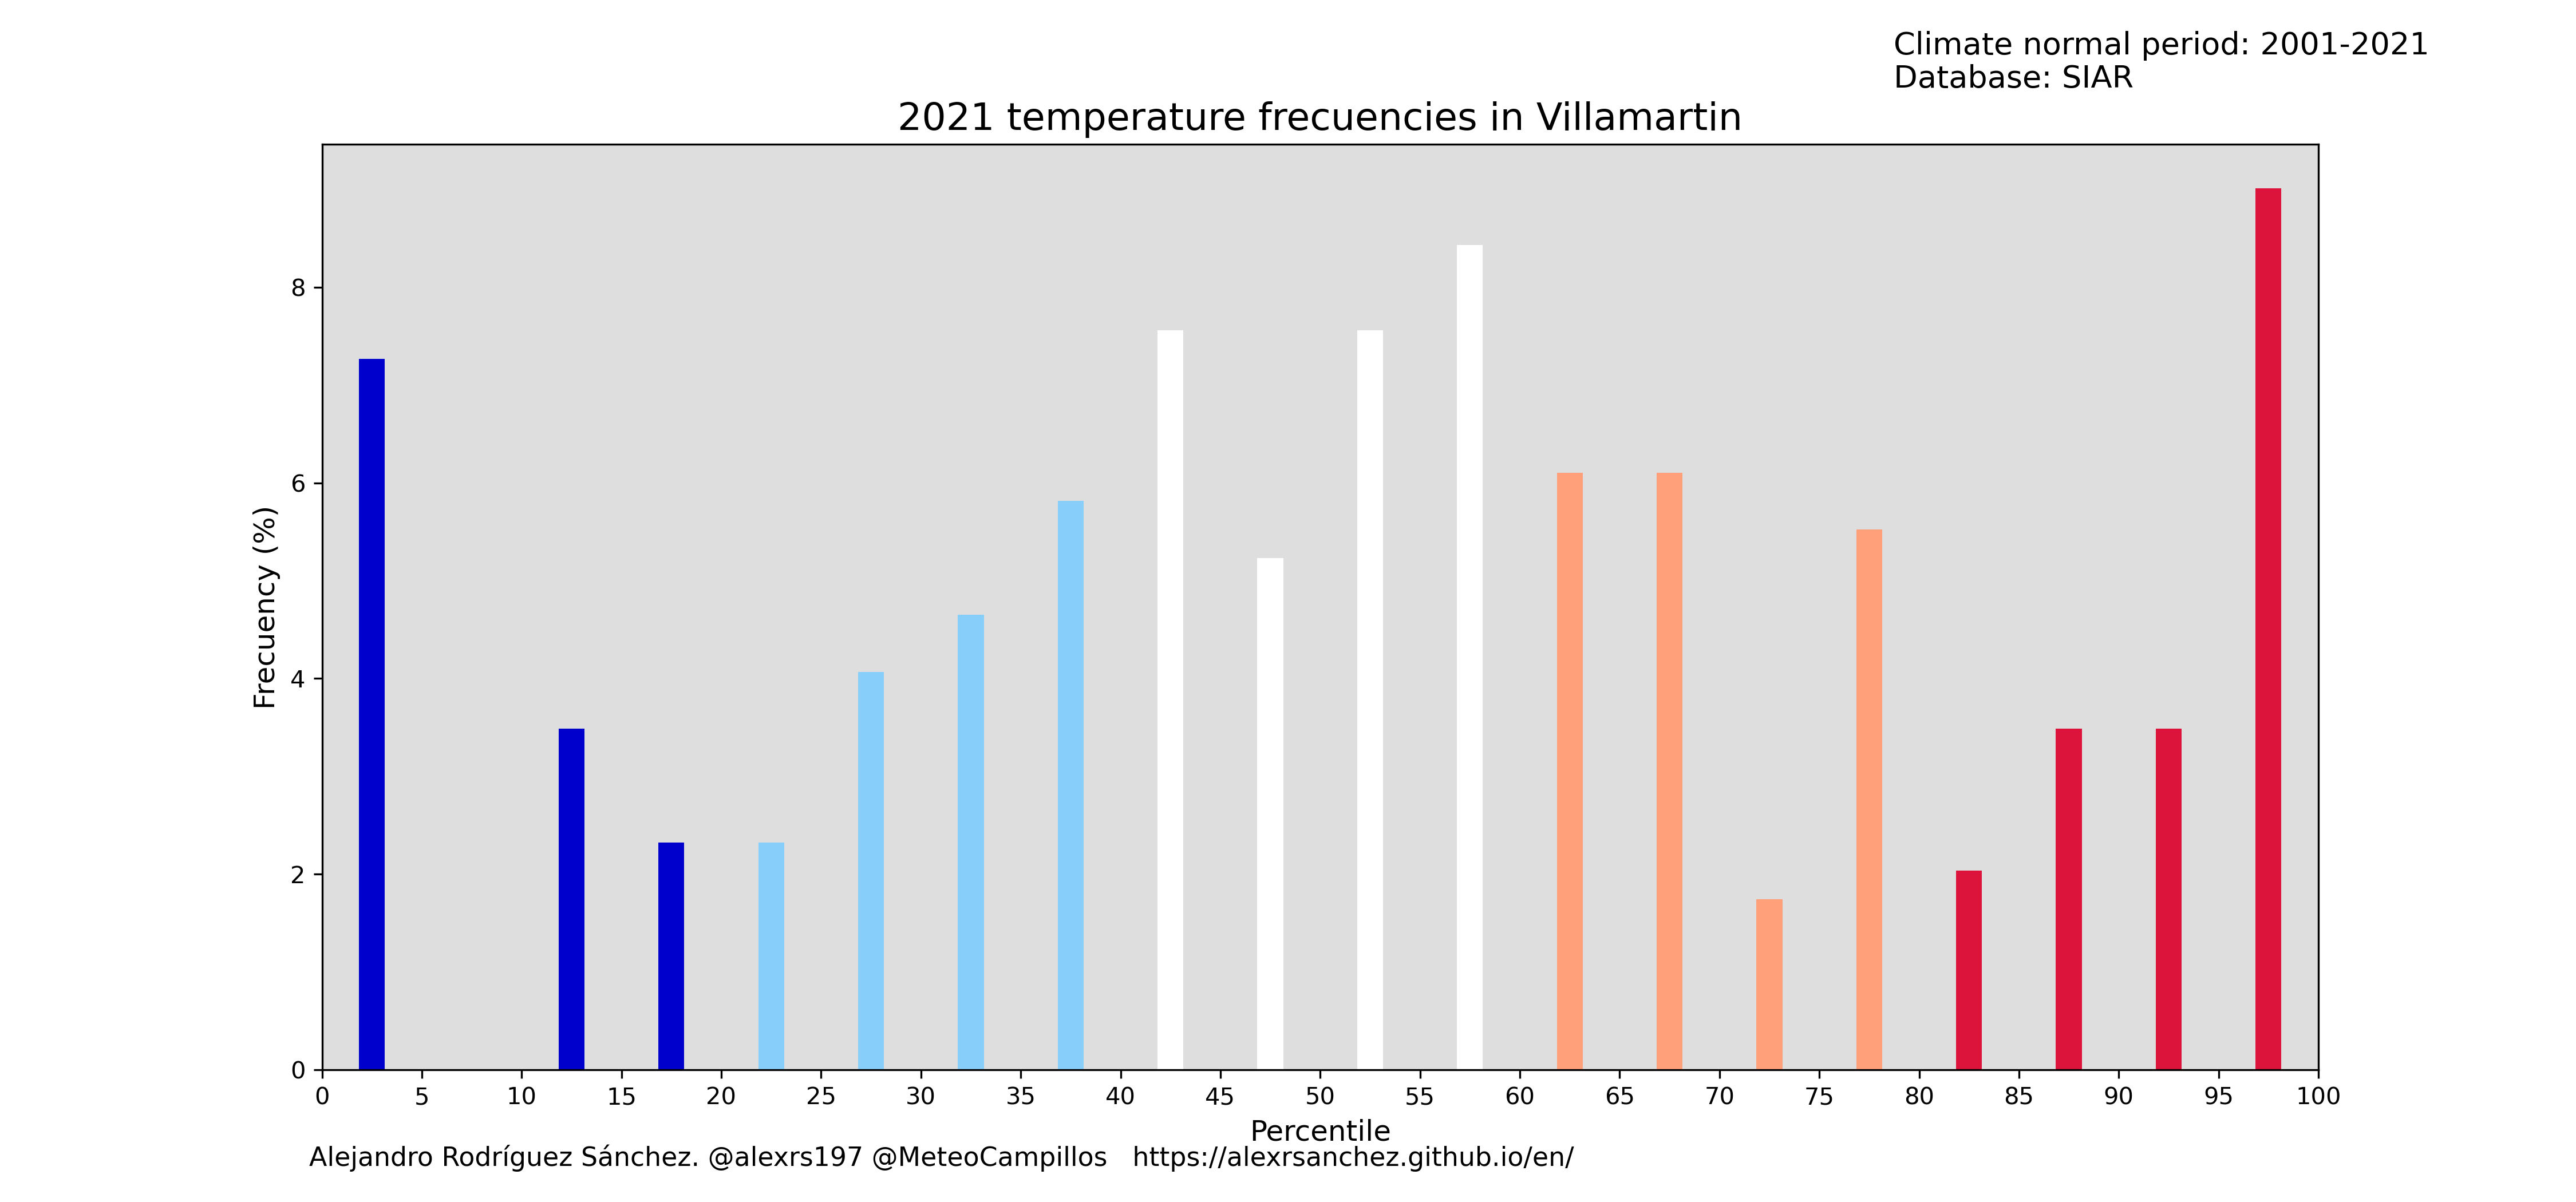 Climate normal period: 2001-2021
Database: SIAR
2021 temperature frecuencies in Villamartin
Frecuency (%)
8
6
4
2
0
0 5 10 15 20 25 30 35 40 45 50 55 60 65 70 75 80 85 90 95 100
Percentile
Alejandro Rodríguez Sánchez. @alexrs197 @MeteoCampillos https://alexrsanchez.github.io/en/